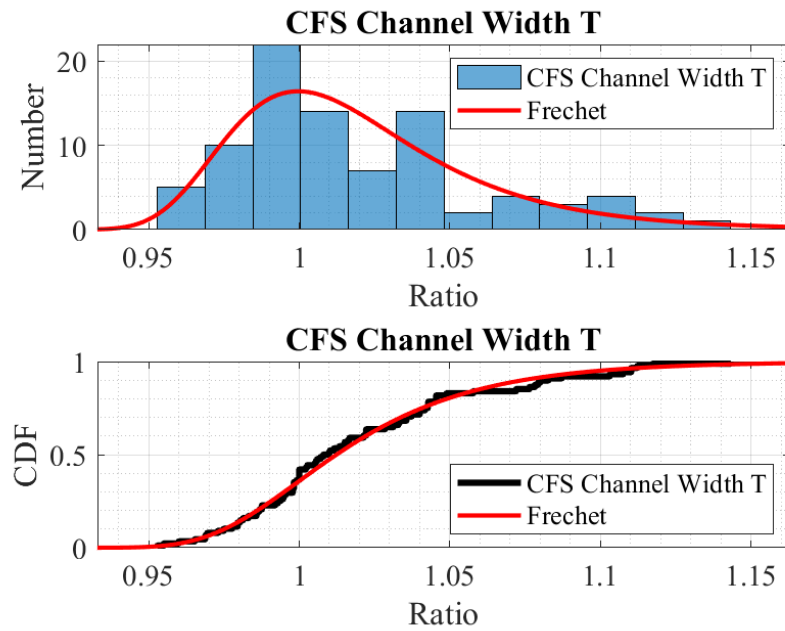 CFS Channel Width T
20
10
0
Number
CFS Channel Width T
Frechet
0.95
1
1.05
1.1
1.15
Ratio
CFS Channel Width T
1
0.5
0
CDF
CFS Channel Width T
Frechet
0.95
1
1.05
1.1
1.15
Ratio